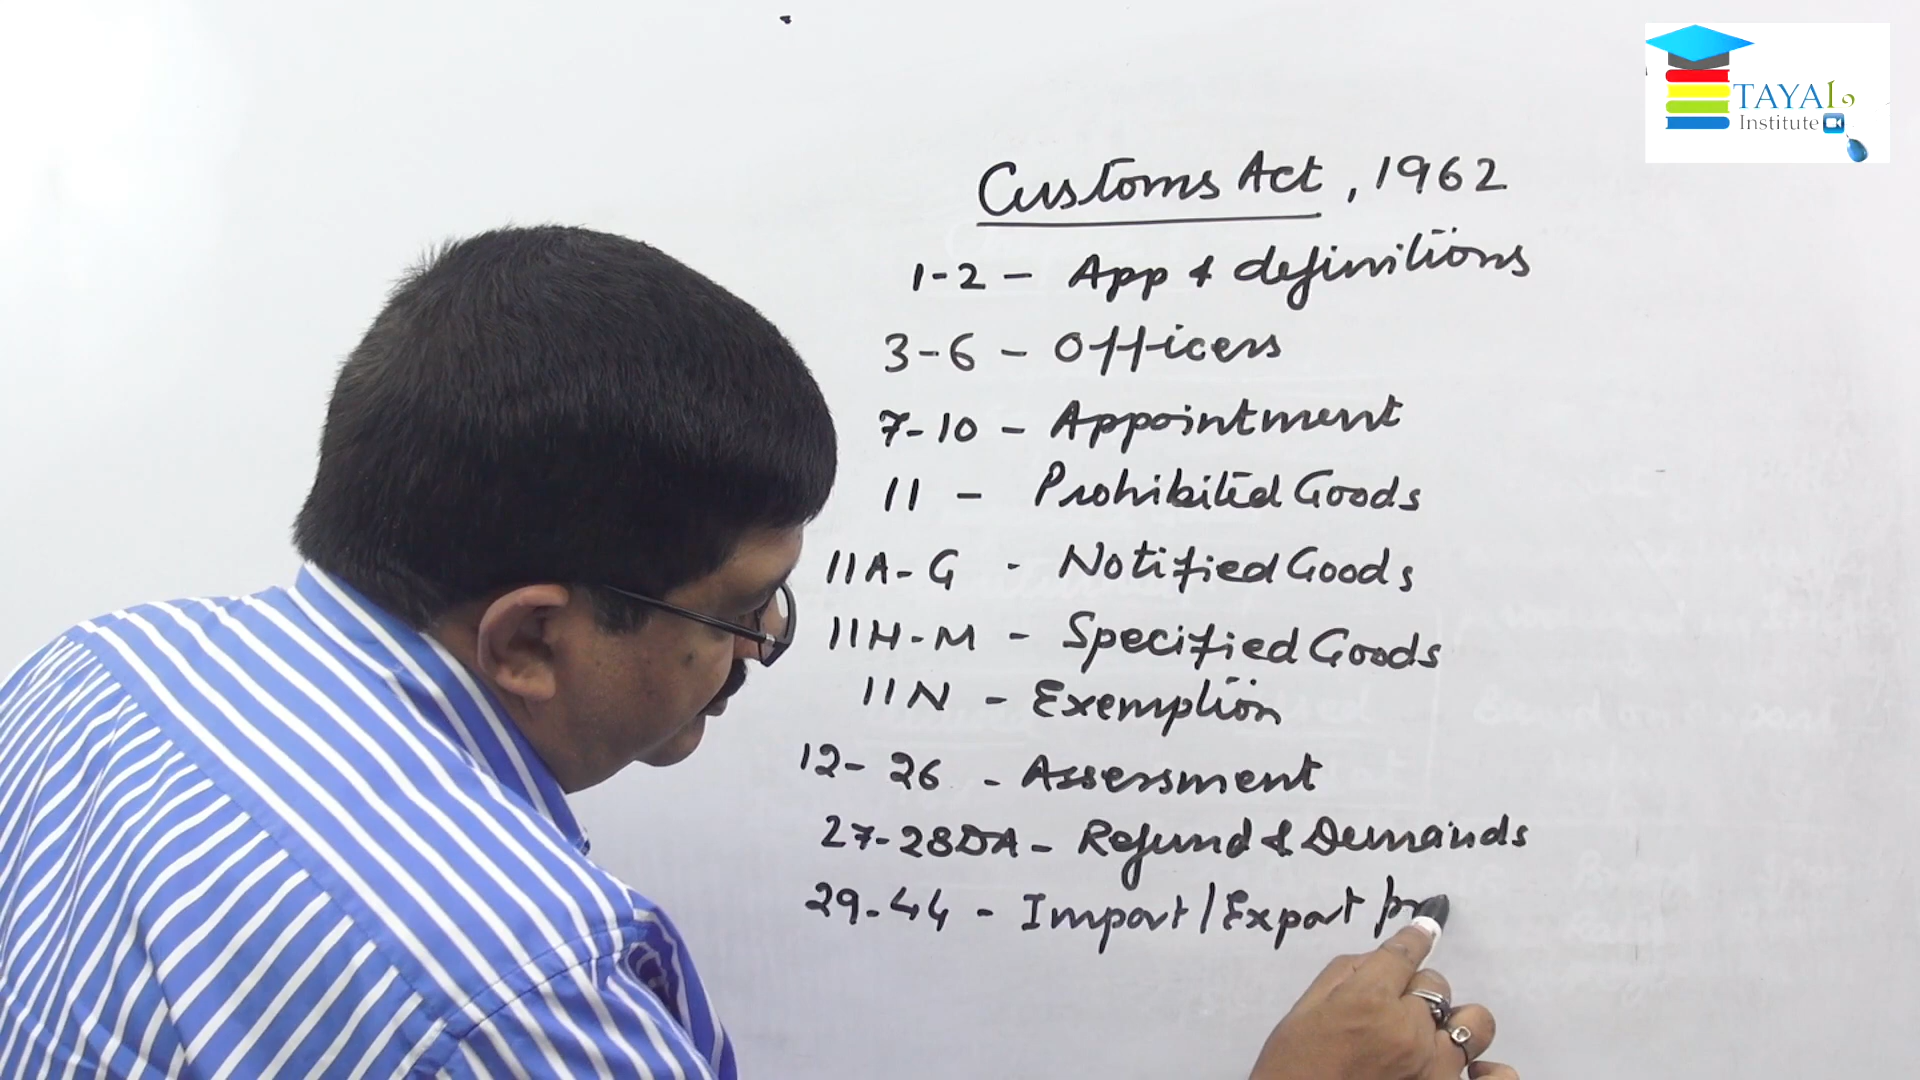 TAYAL
Institute
Customs Act, 1962
1-2 - App & definitions
3-6 - Officers
7-10 - Appointment
11 - Prohibited Goods
11A-G - Notified Goods
11H-M - Specified Goods
11N - Exemption
12-26 - Assessment
27-28DA - Refund & Demands
29-44 - Import/Export